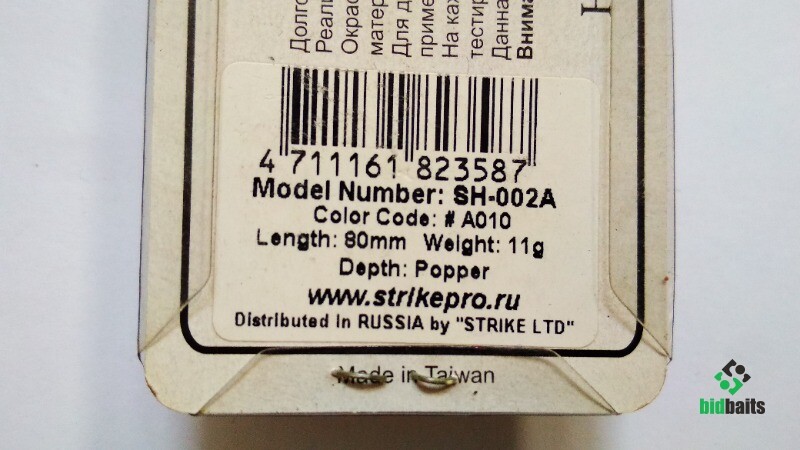 Долго
Реали
Окрас
матер
Для д
приме
На ка
тестир
Данна
Внима
4 711161 823587
Model Number: SH-002A
Color Code: # A010
Length: 80mm Weight: 11g
Depth: Popper
www.strikepro.ru
Distributed in RUSSIA by "STRIKE LTD"
Made in Taiwan
bidbaits